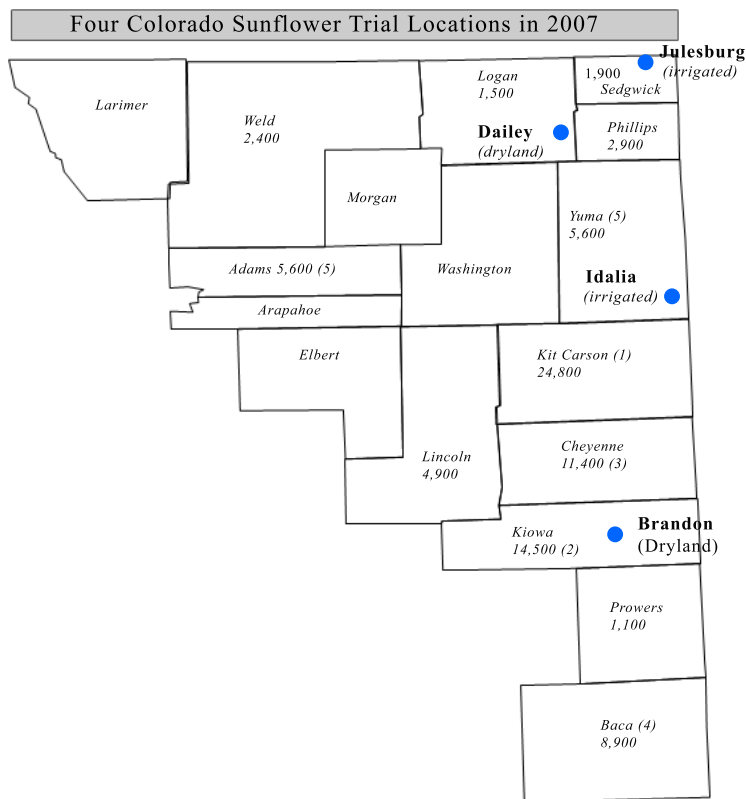 Four Colorado Sunflower Trial Locations in 2007
Julesburg
(irrigated)
1,900
Sedgwick
Logan
1,500
Larimer
Weld
2,400
Dailey
(dryland)
Phillips
2,900
Morgan
Yuma (5)
5,600
Adams 5,600 (5)
Washington
Idalia
(irrigated)
Arapahoe
Elbert
Kit Carson (1)
24,800
Lincoln
4,900
Cheyenne
11,400 (3)
Kiowa
14,500 (2)
Brandon
(Dryland)
Prowers
1,100
Baca (4)
8,900